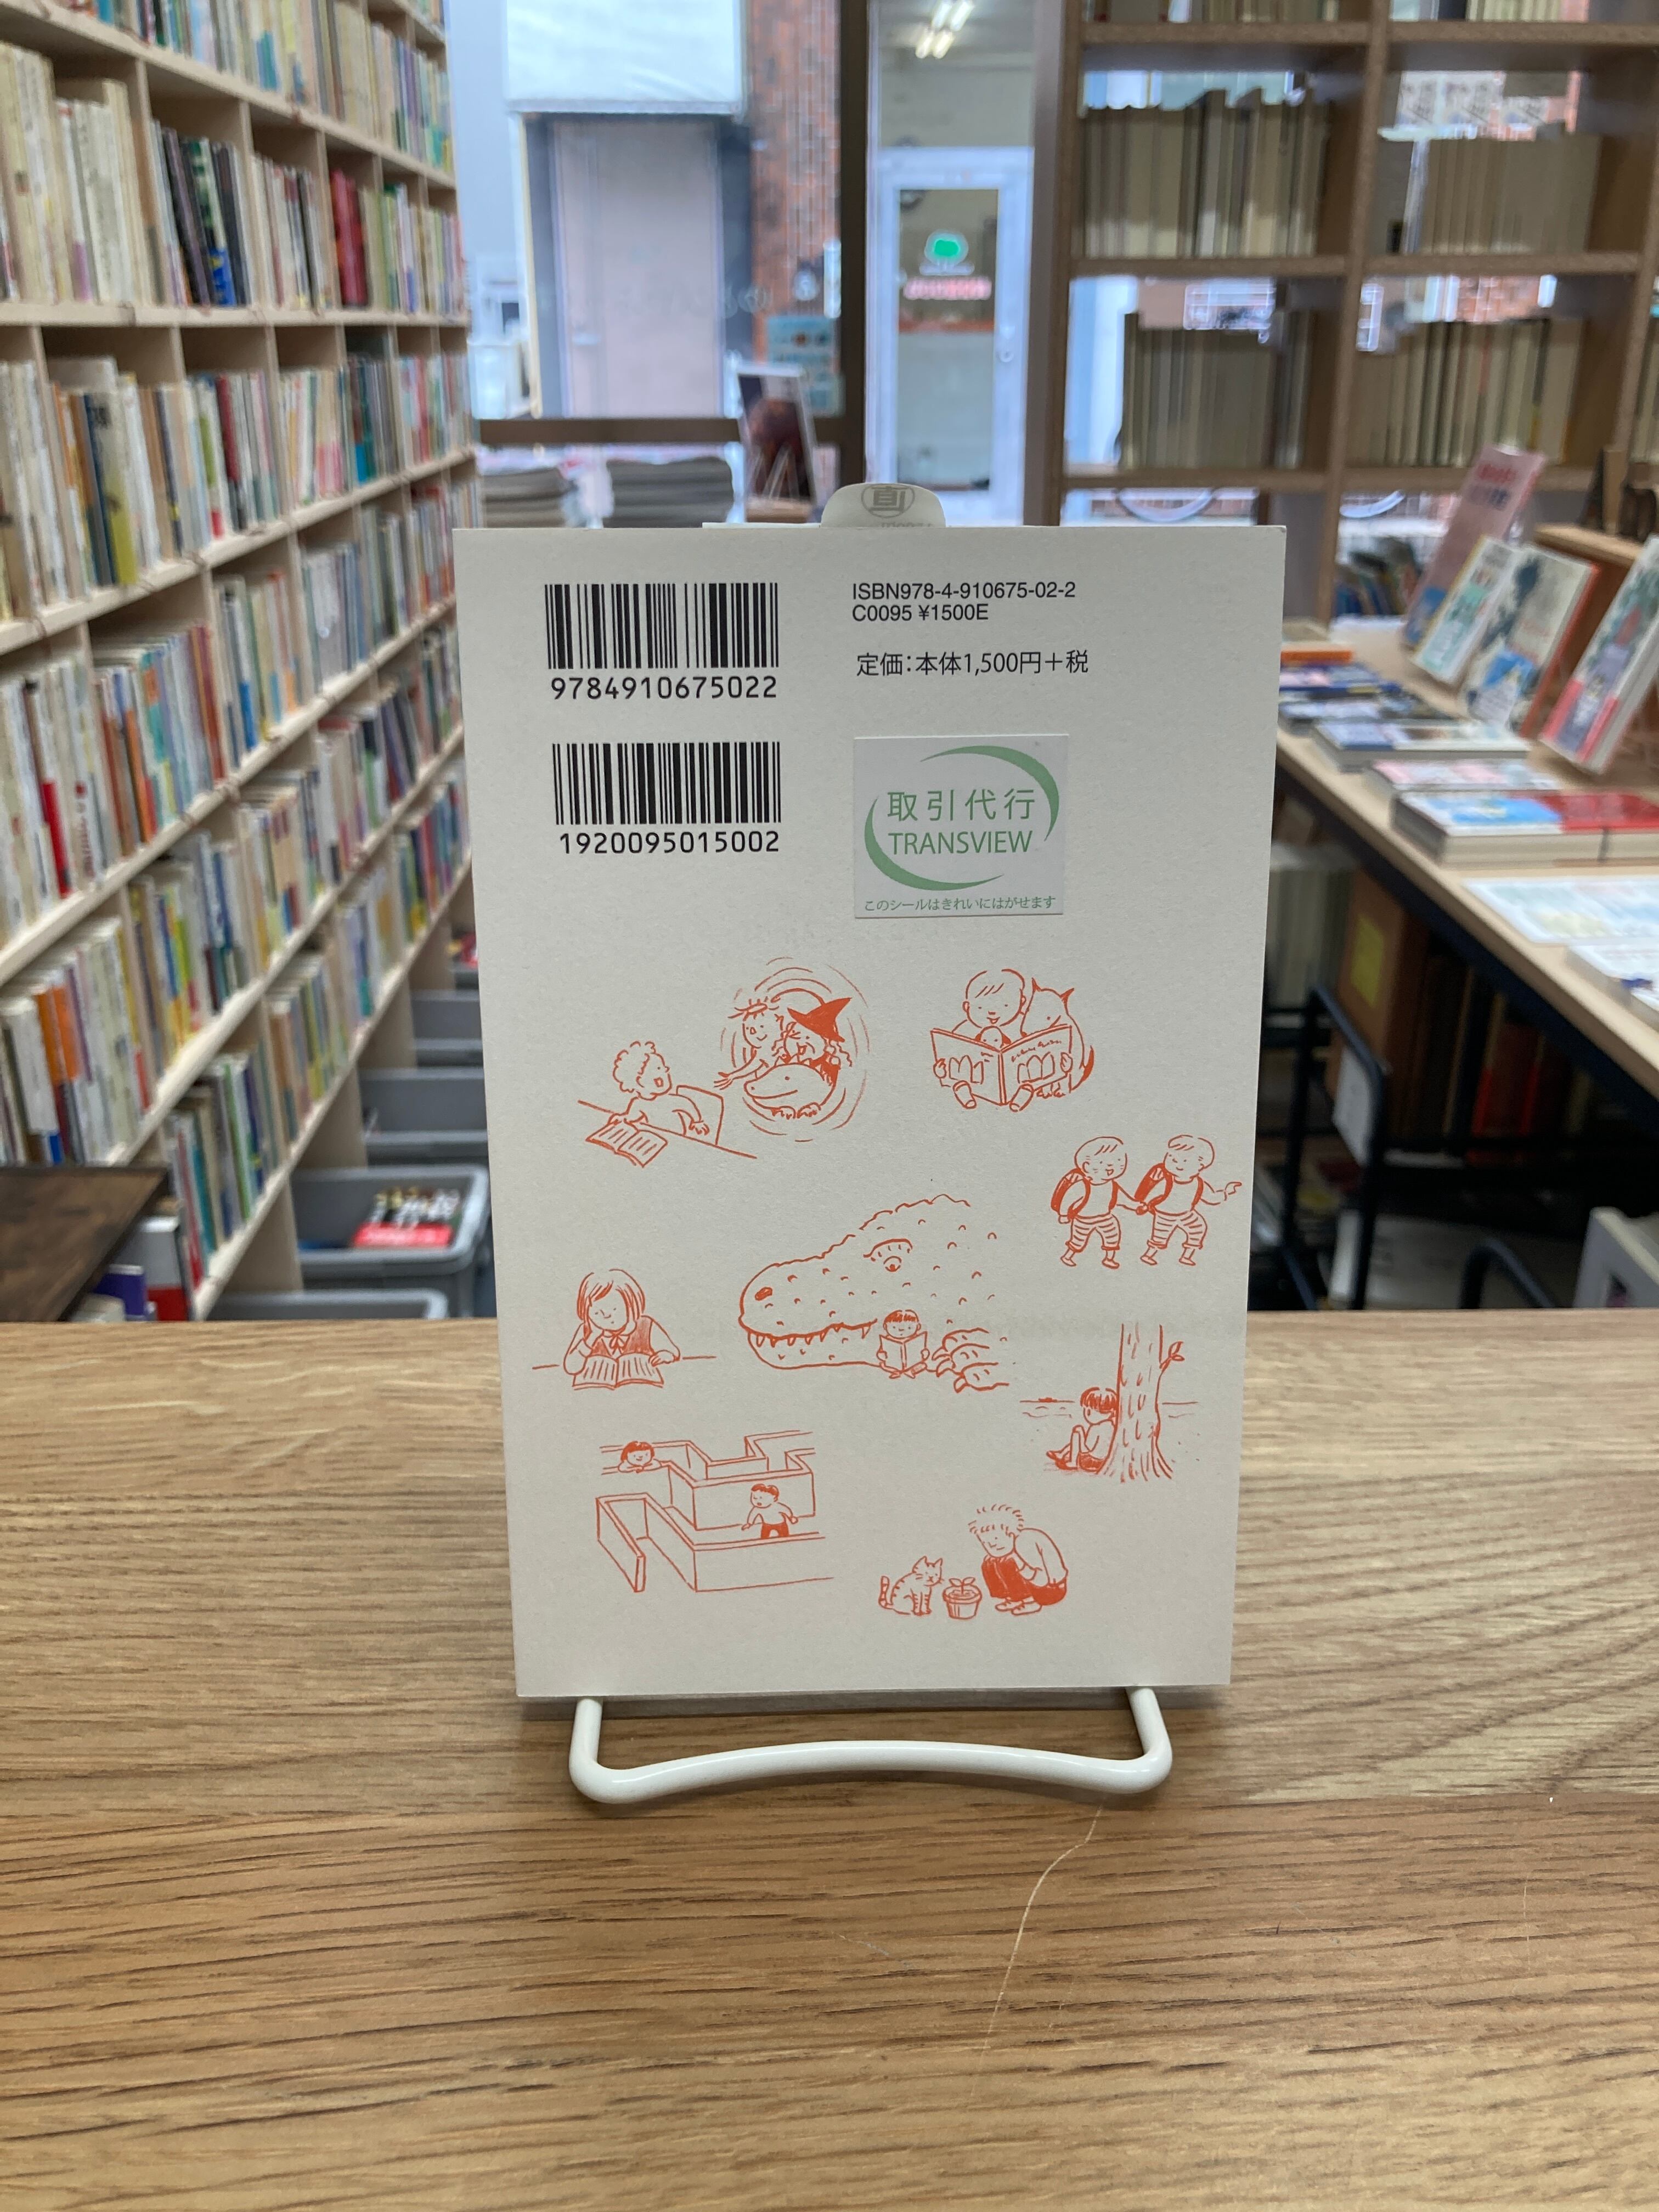 ISBN978-4-910675-02-2
C0095 ¥1500E
9784910675022
定価:本体1,500円+税
1920095015002
取引代行
TRANSVIEW
このシールはきれいにはがせます